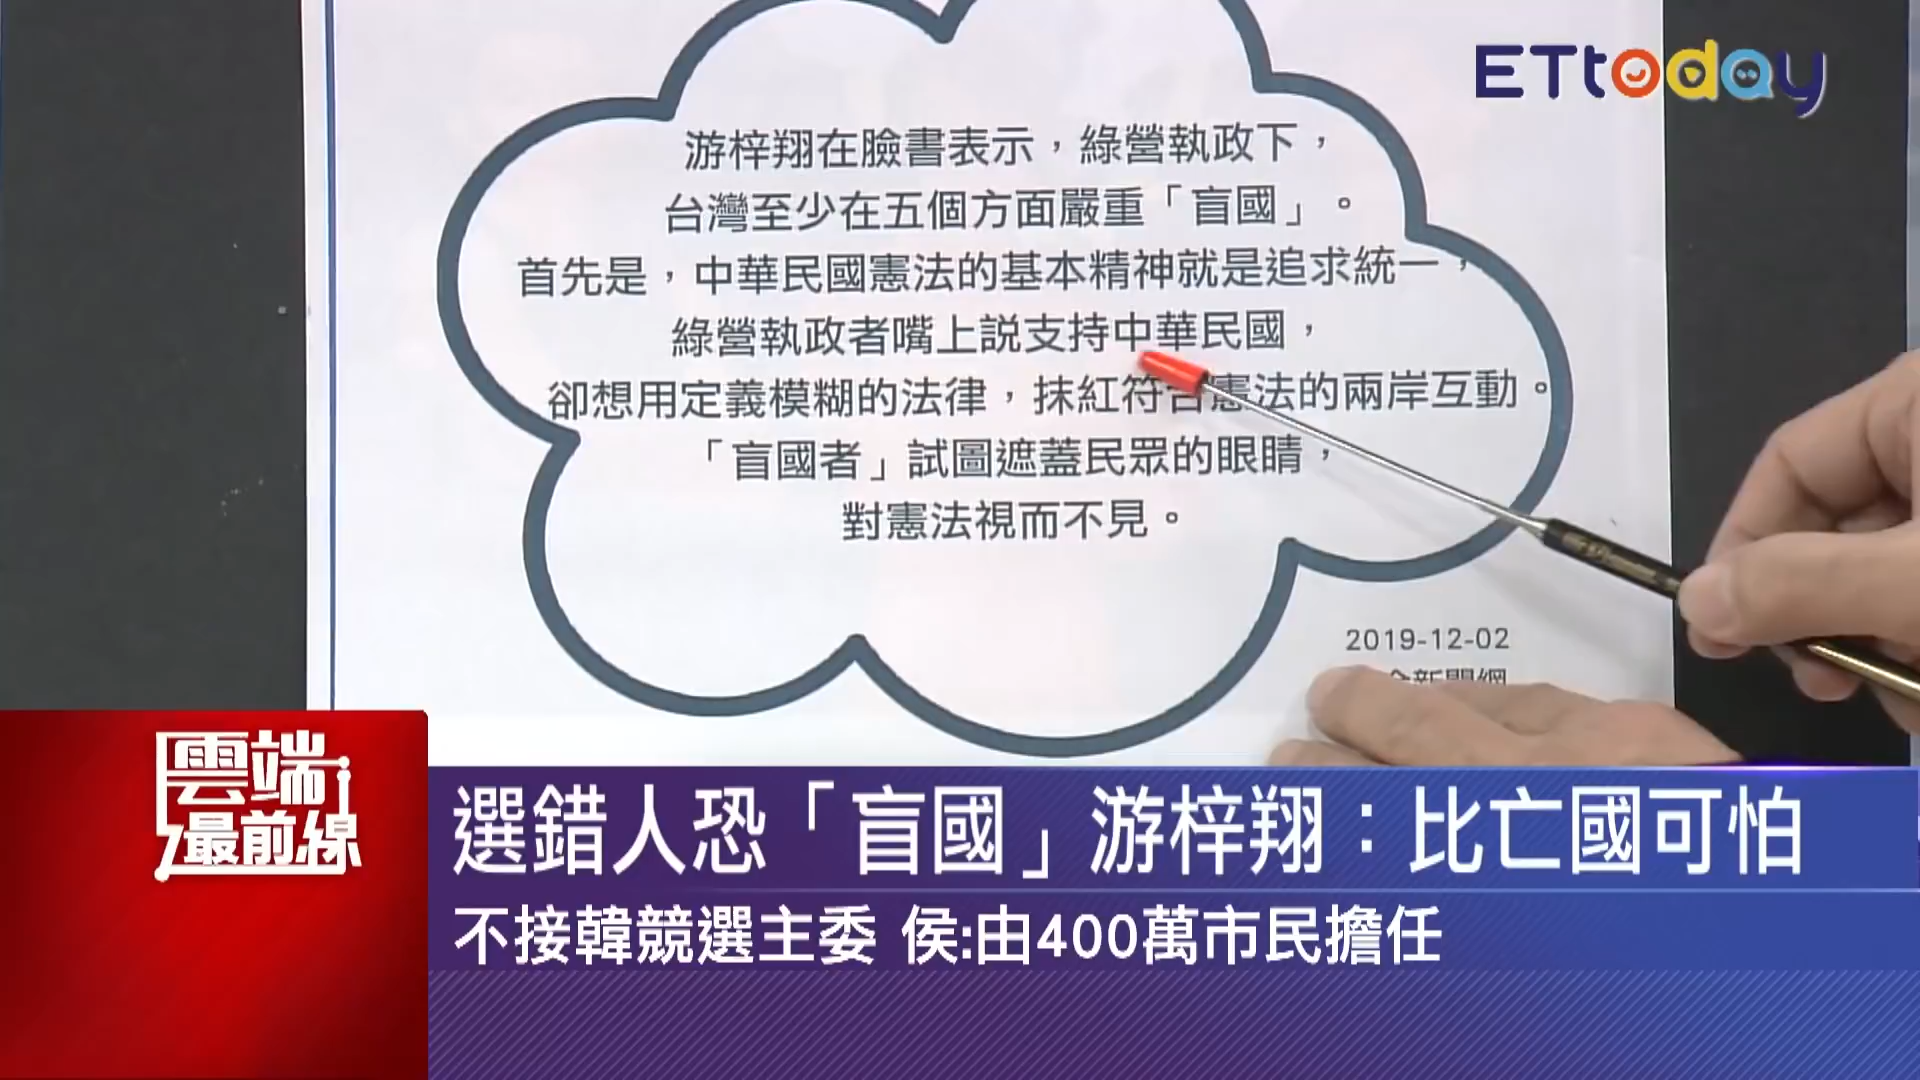 ETtoday
游梓翔在臉書表示，綠營執政下，
台灣至少在五個方面嚴重「盲國」。
首先是，中華民國憲法的基本精神就是追求統一，
綠營執政者嘴上説支持中華民國，
卻想用定義模糊的法律，抹紅符合憲法的兩岸互動。
「盲國者」試圖遮蓋民眾的眼睛，
對憲法視而不見。
2019-12-02
新聞網
雲端
最前線
選錯人恐「盲國」游梓翔：比亡國可怕
不接韓競選主委 侯:由400萬市民擔任